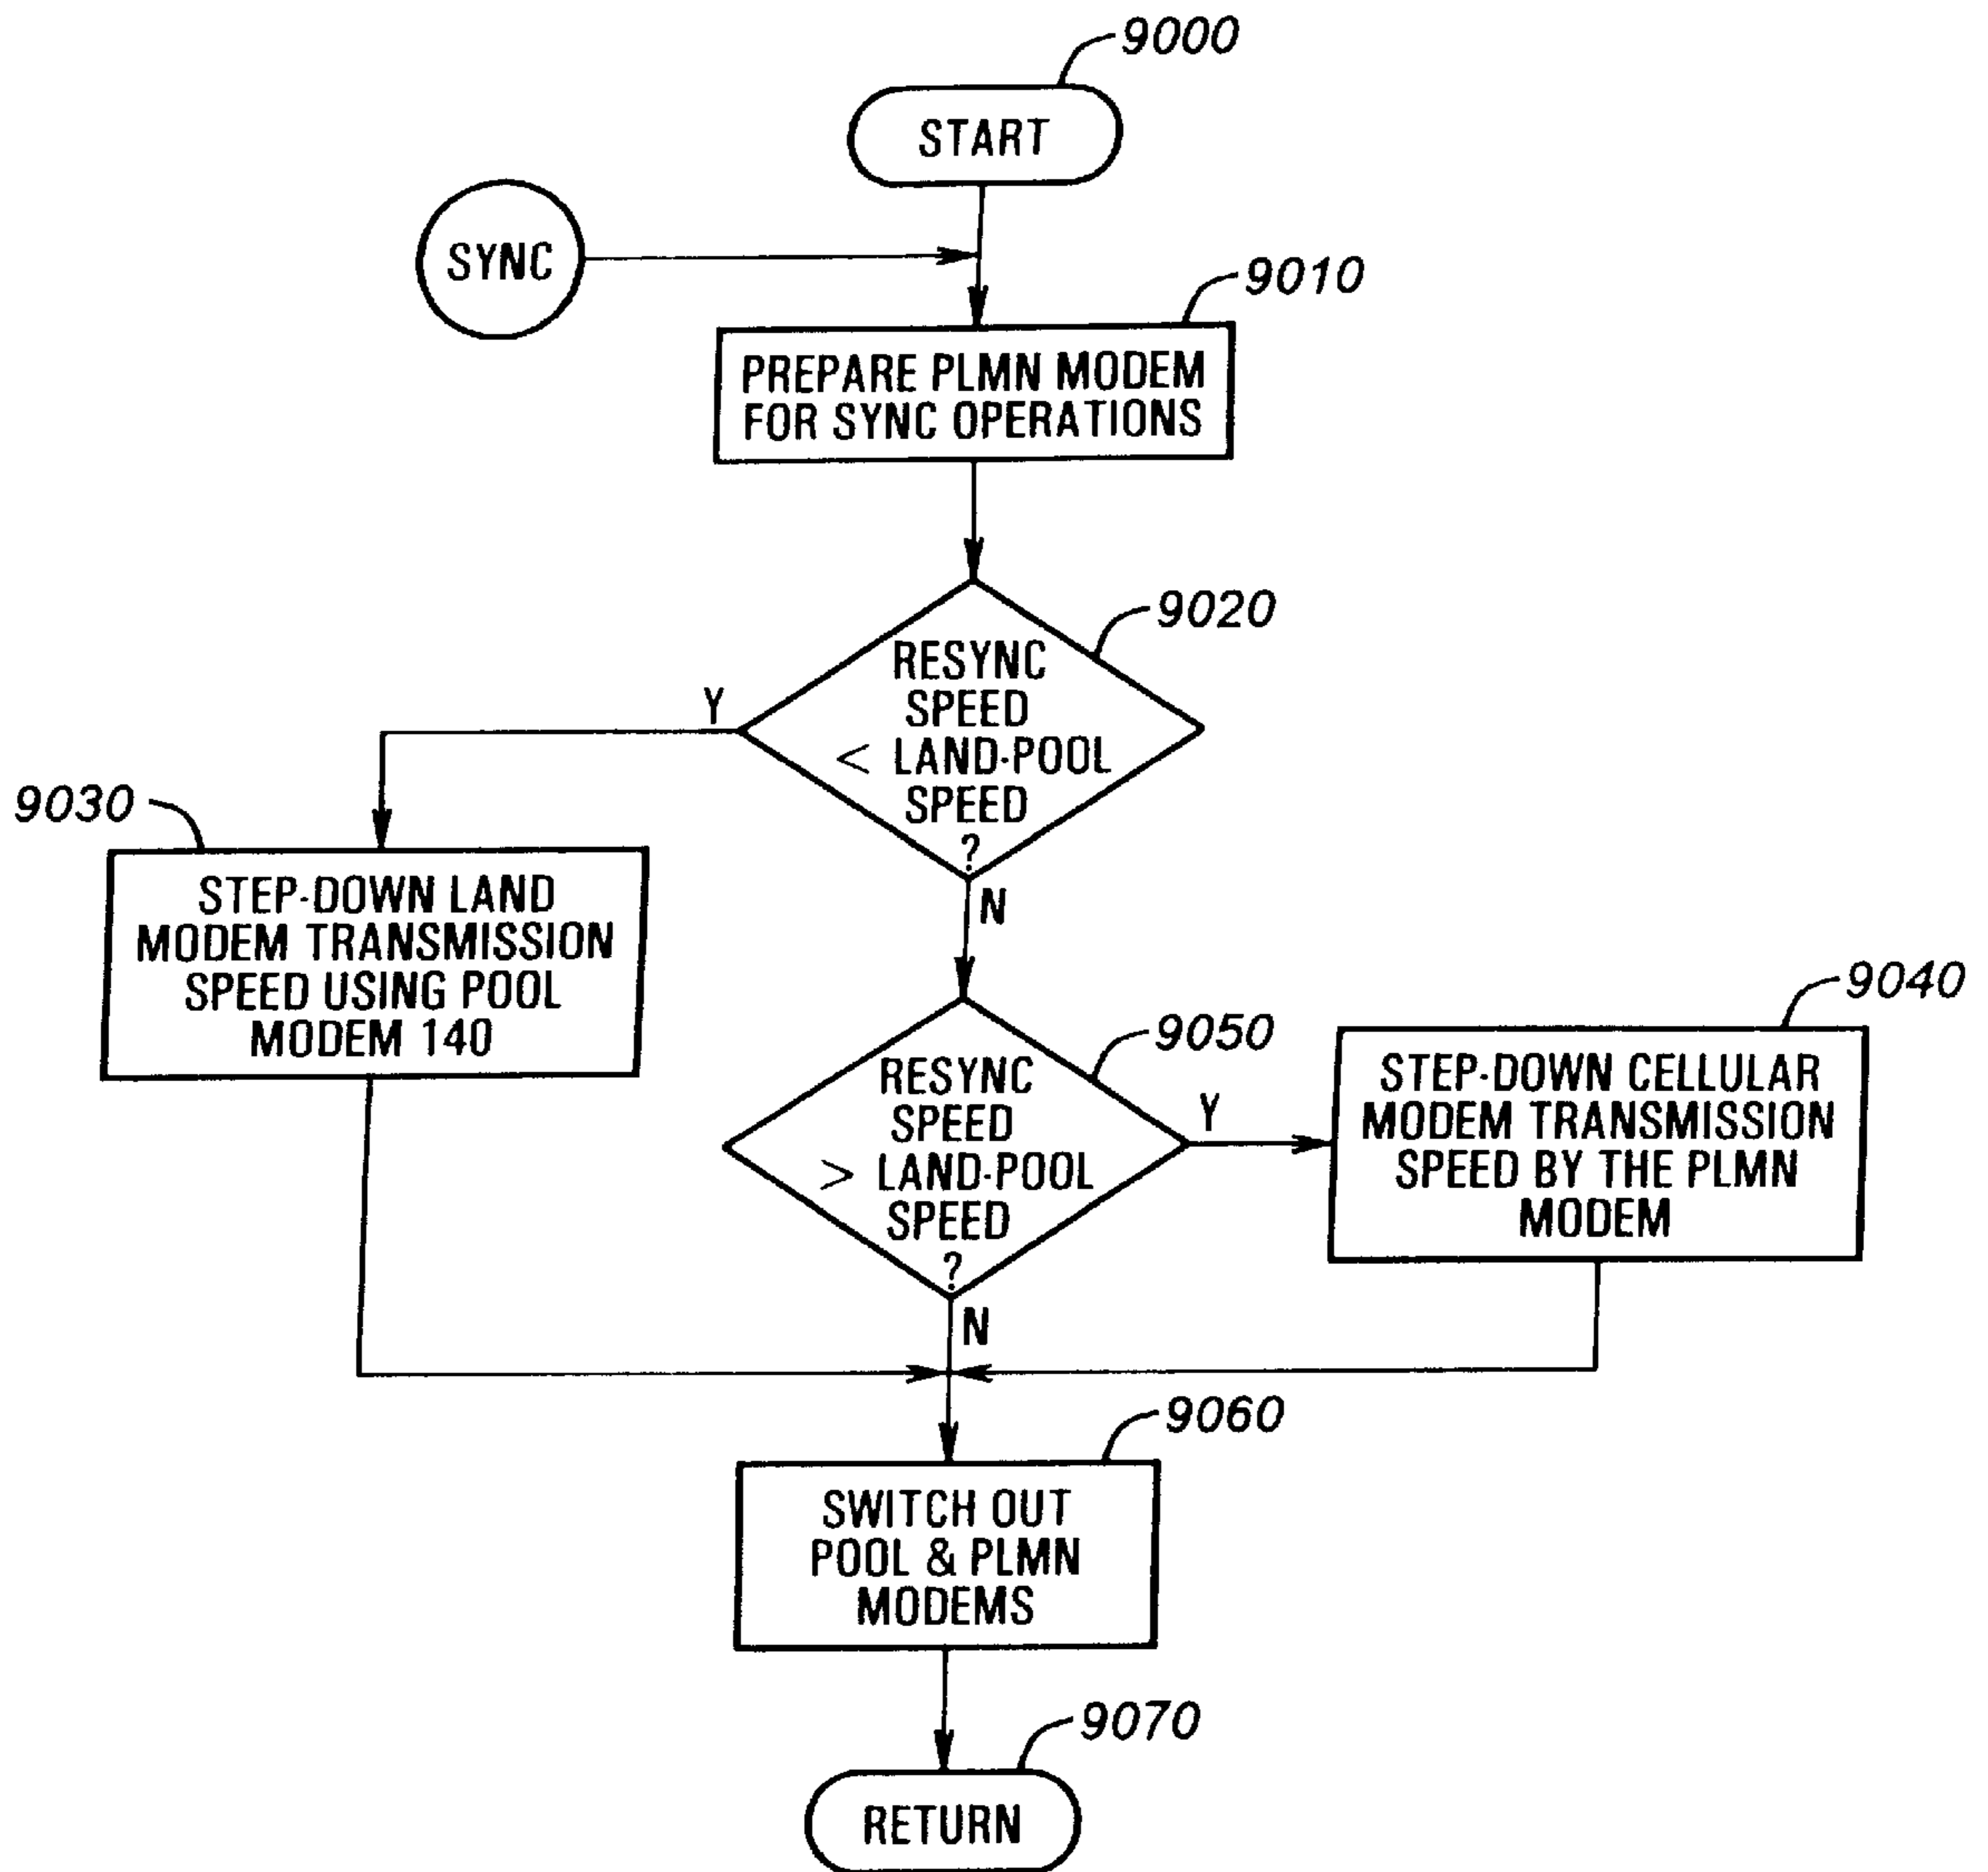 9000
START
SYNC
9010
PREPARE PLMN MODEM
FOR SYNC OPERATIONS
9020
RESYNC
SPEED
< LAND-POOL
SPEED
?
Y
N
9030
STEP-DOWN LAND
MODEM TRANSMISSION
SPEED USING POOL
MODEM 140
9050
RESYNC
SPEED
> LAND-POOL
SPEED
?
Y
N
9040
STEP-DOWN CELLULAR
MODEM TRANSMISSION
SPEED BY THE PLMN
MODEM
9060
SWITCH OUT
POOL & PLMN
MODEMS
9070
RETURN